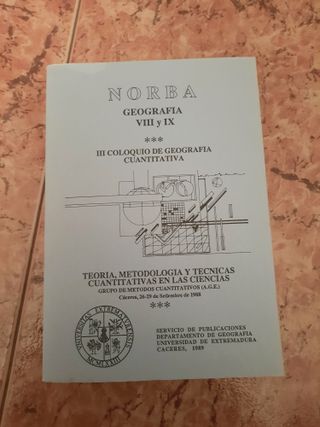 NORBA
GEOGRAFIA
VIII y IX
***
III COLOQUIO DE GEOGRAFIA
CUANTITATIVA
TEORIA, METODOLOGIA Y TECNICAS
CUANTITATIVAS EN LAS CIENCIAS
GRUPO DE METODOS CUANTITATIVOS (A.G.E.)
Cáceres, 26-29 de Setiembre de 1988
***
SERVICIO DE PUBLICACIONES
DEPARTAMENTO DE GEOGRAFIA
UNIVERSIDAD DE EXTREMADURA
CACERES, 1989